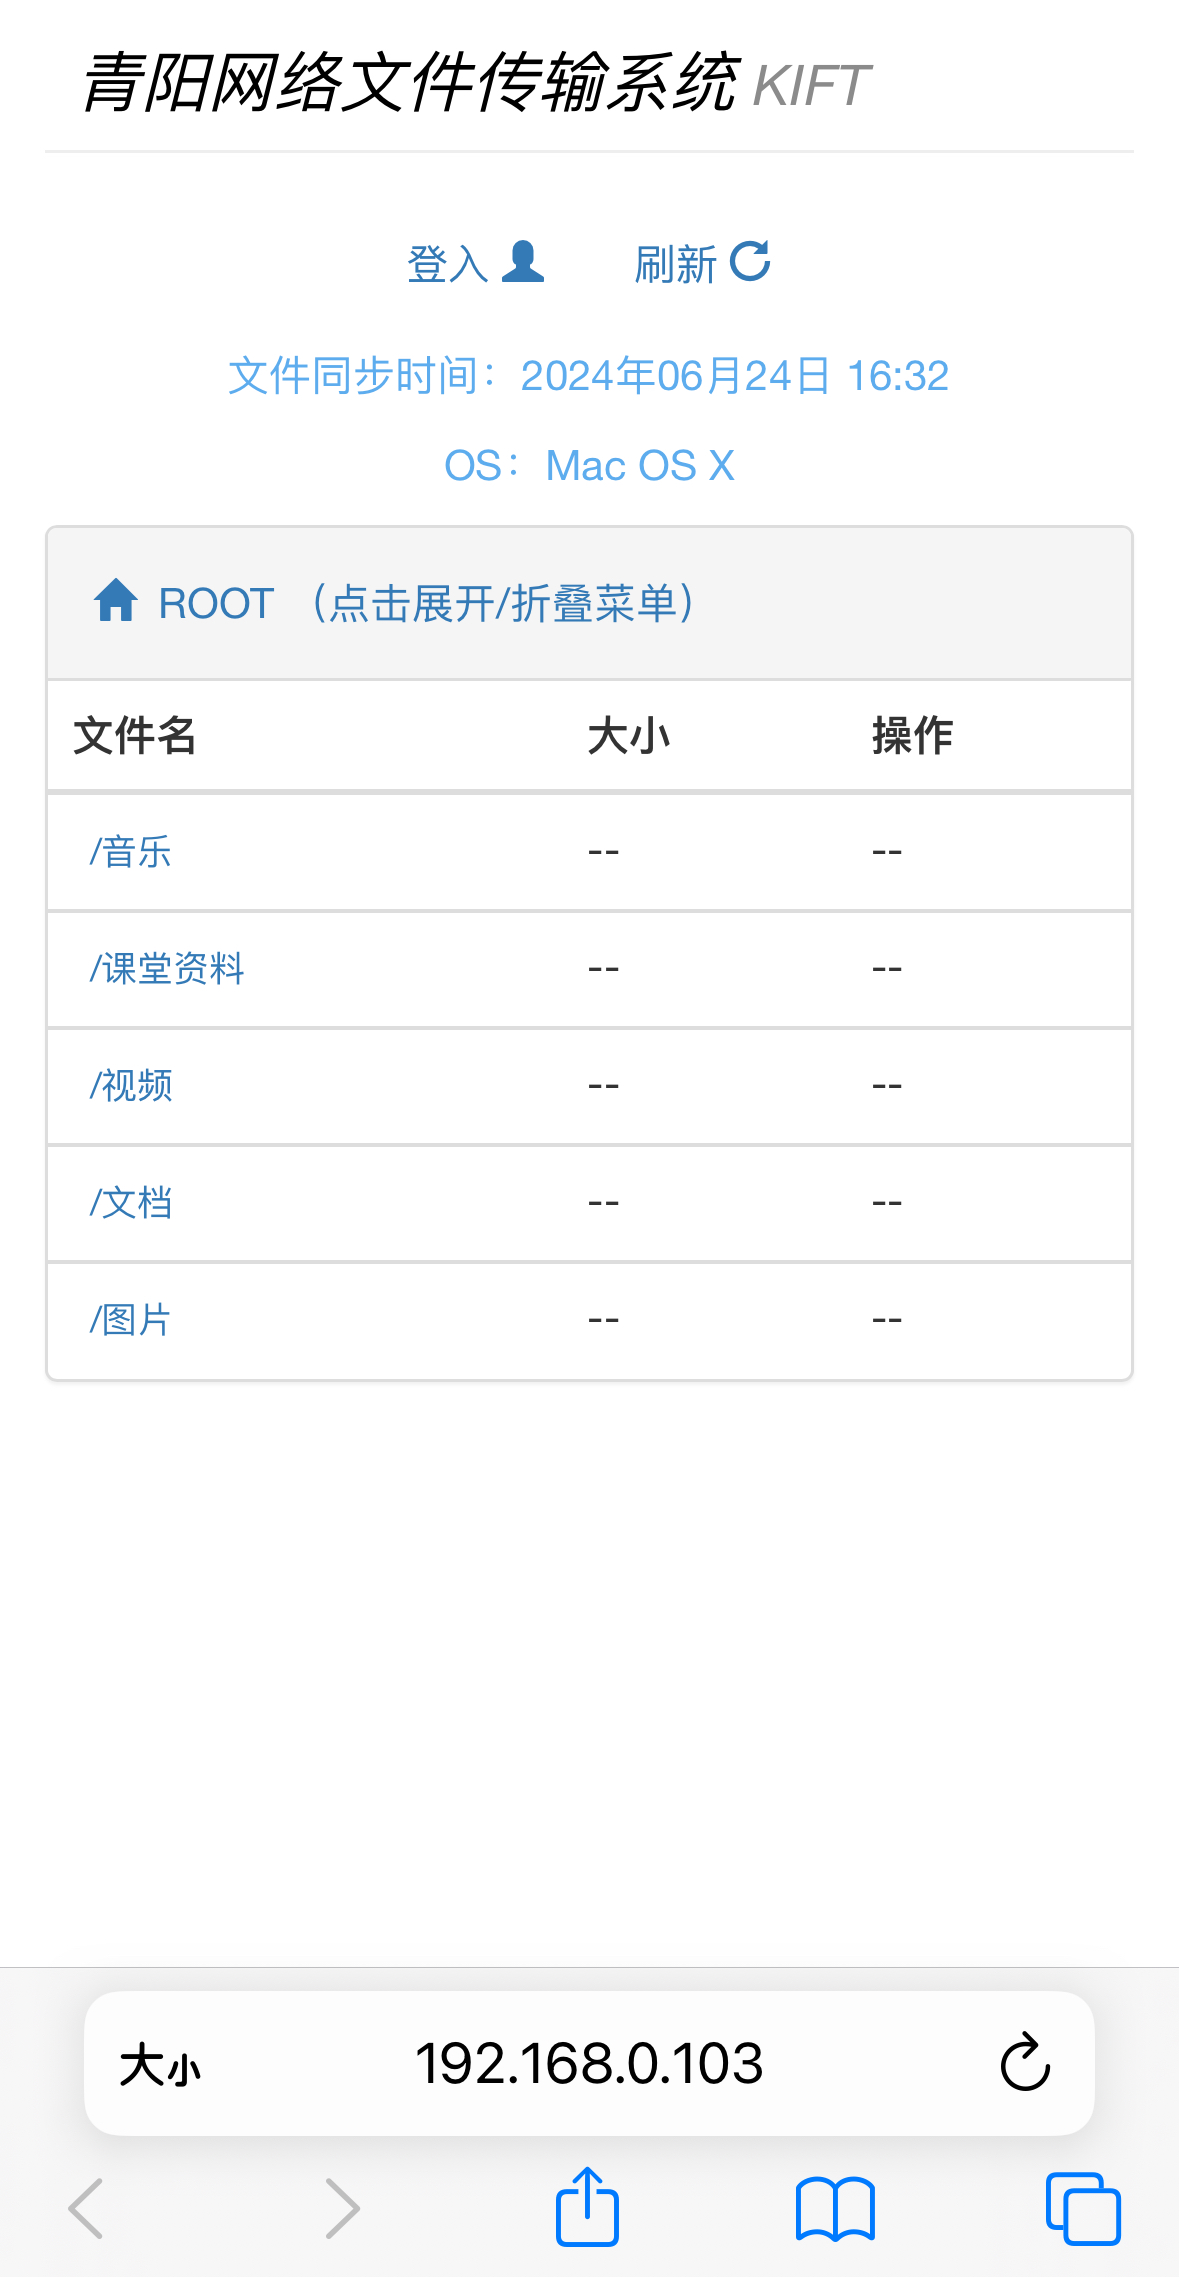 青阳网络文件传输系统 KIFT
登入 刷新
文件同步时间：2024年06月24日 16:32
OS：Mac OS X
ROOT （点击展开/折叠菜单）
文件名 大小 操作
/音乐 -- --
/课堂资料 -- --
/视频 -- --
/文档 -- --
/图片 -- --
大小 192.168.0.103